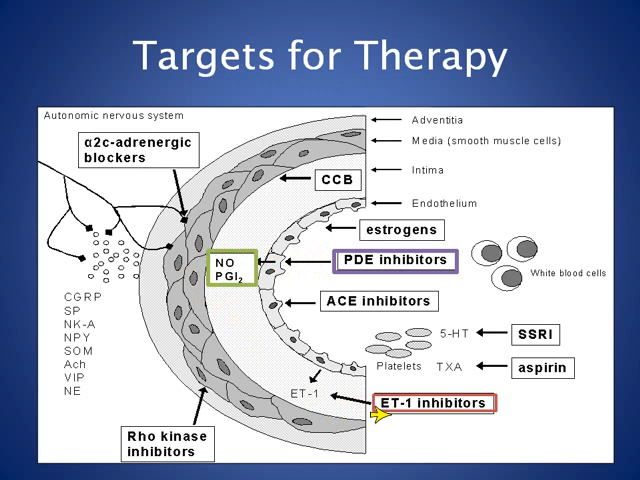 Targets for Therapy
Autonomic nervous system
Adventitia
α2c-adrenergic
blockers
Media (smooth muscle cells)
CCB
Intima
Endothelium
estrogens
NO
PGI2
PDE inhibitors
White blood cells
ACE inhibitors
CGRP
SP
NK-A
NPY
SOM
Ach
VIP
NE
5-HT
SSRI
Platelets
TXA
aspirin
ET-1
ET-1 inhibitors
Rho kinase
inhibitors